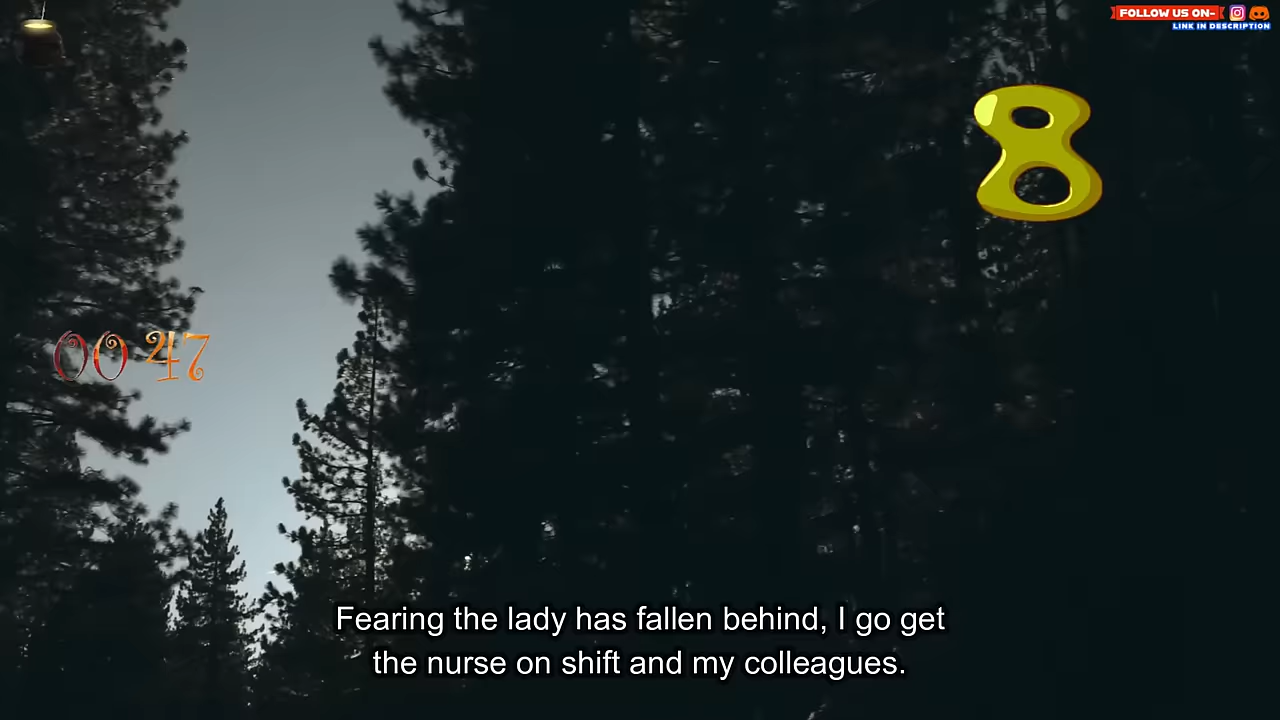 FOLLOW US ON-
LINK IN DESCRIPTION
8
00 47
Fearing the lady has fallen behind, I go get
the nurse on shift and my colleagues.